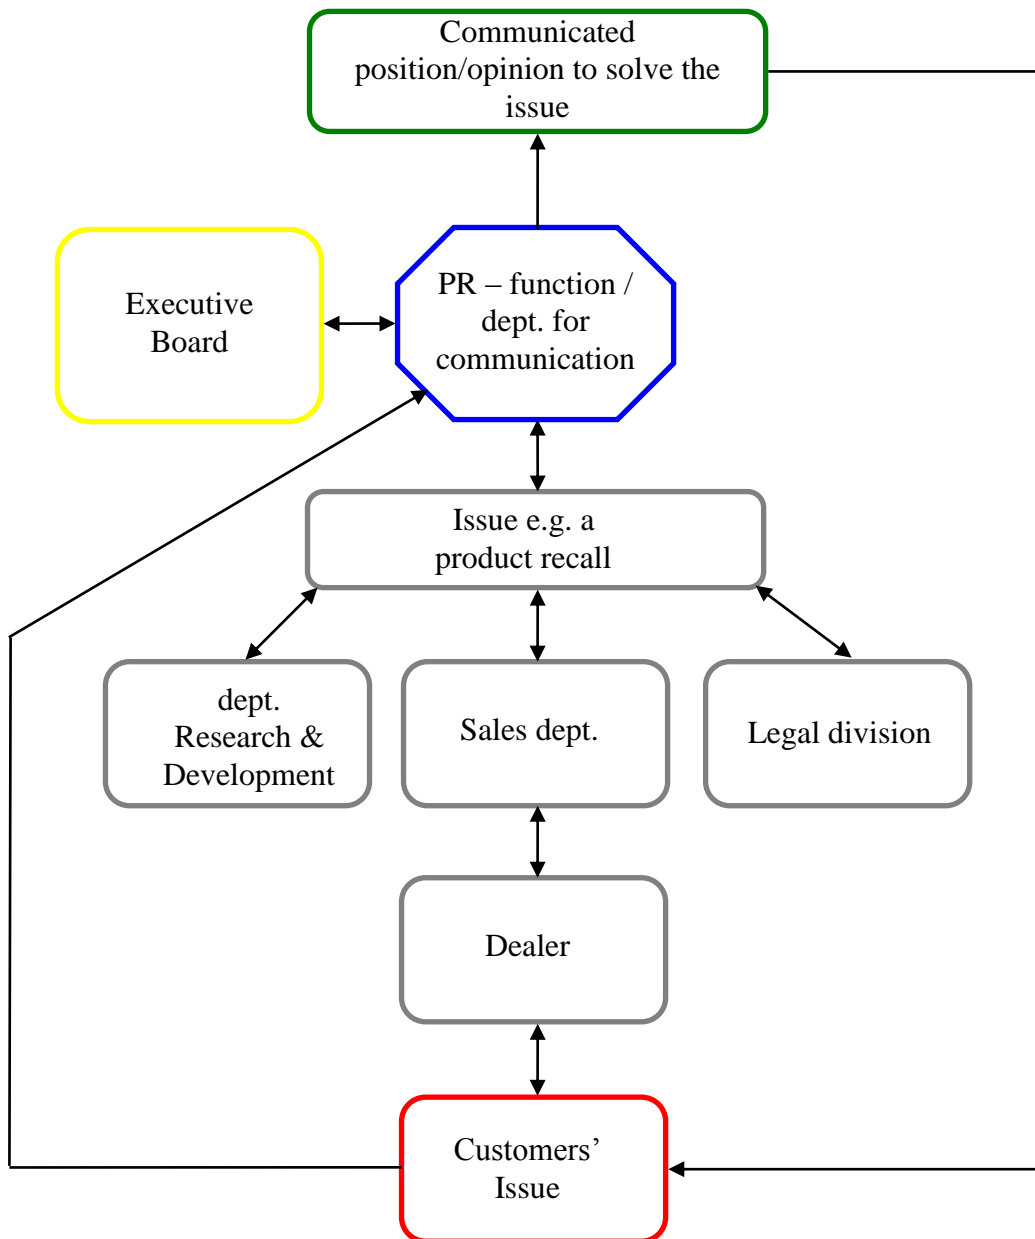 Communicated
position/opinion to solve the
issue
Executive
Board
PR – function /
dept. for
communication
Issue e.g. a
product recall
dept.
Research &
Development
Sales dept.
Legal division
Dealer
Customers’
Issue